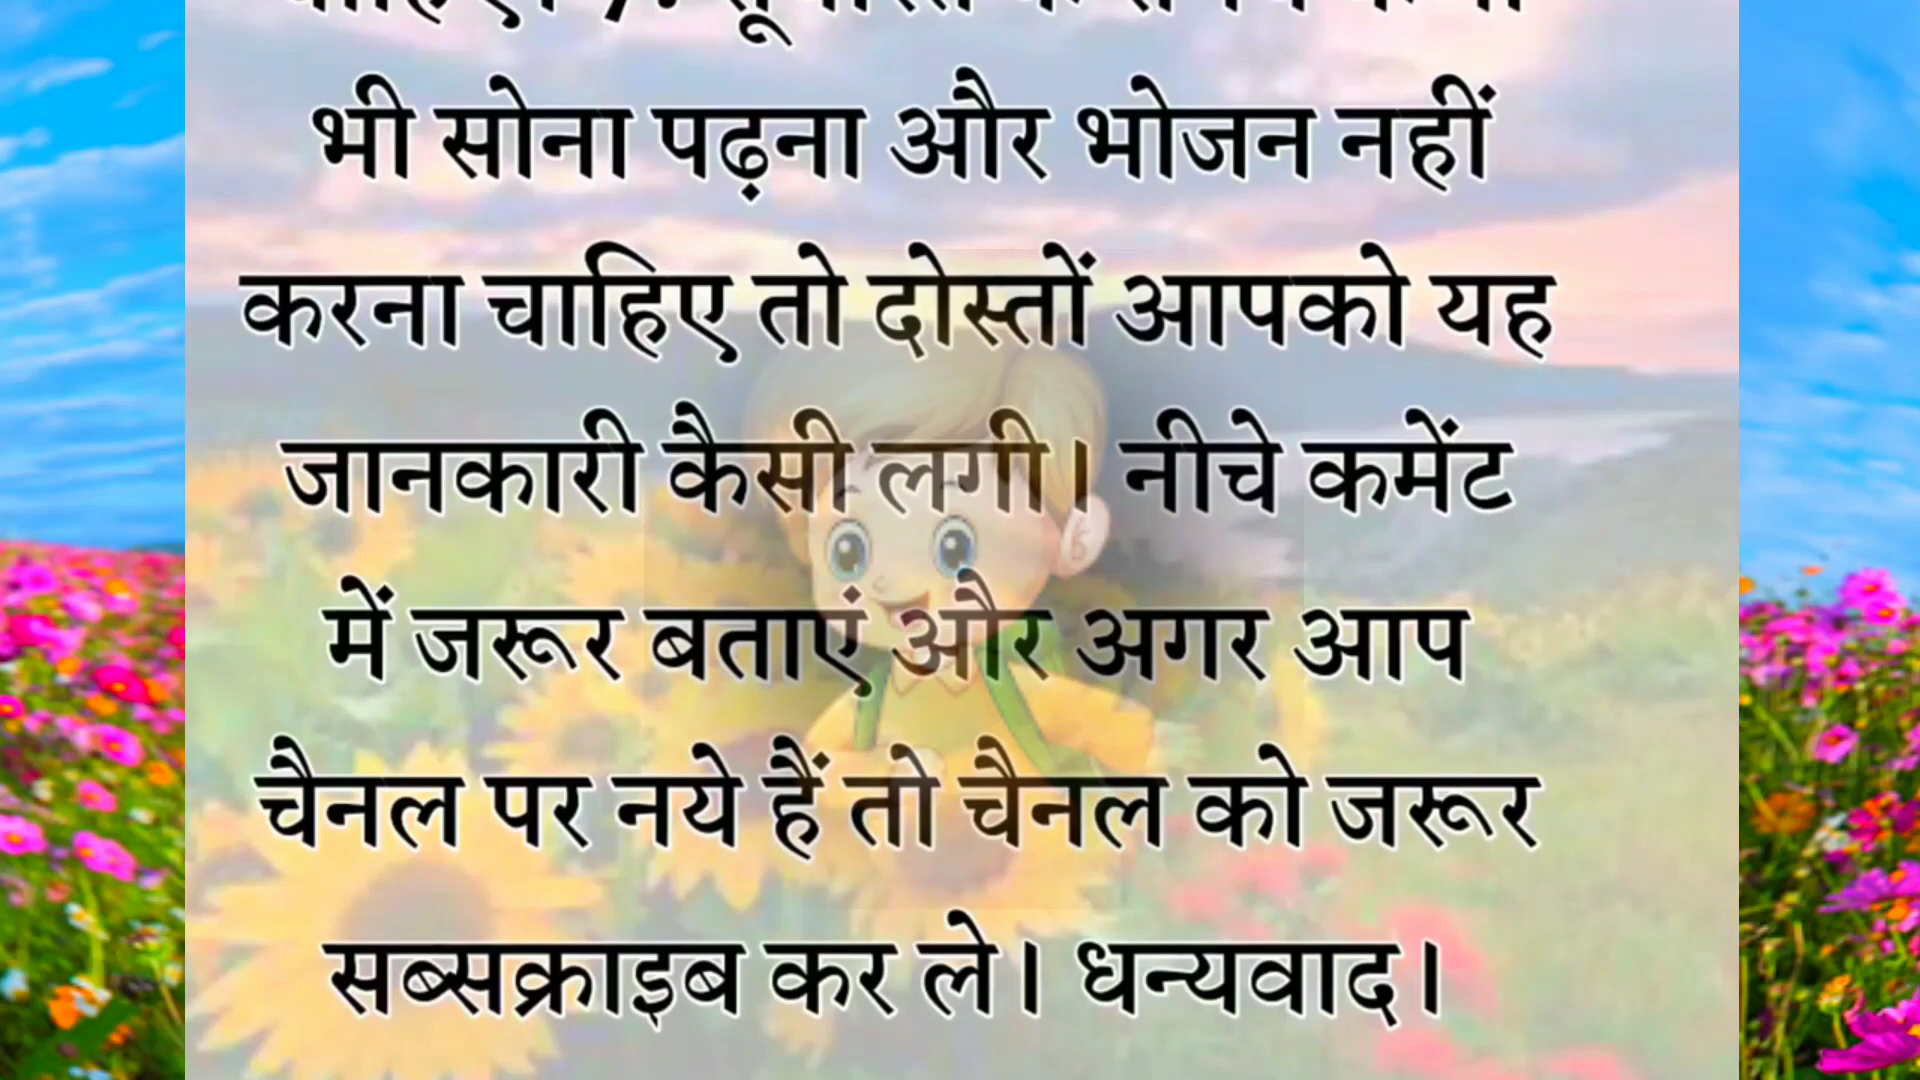 भी सोना पढ़ना और भोजन नहीं
करना चाहिए तो दोस्तों आपको यह
जानकारी कैसी लगी। नीचे कमेंट
में जरूर बताएं और अगर आप
चैनल पर नये हैं तो चैनल को जरूर
सब्सक्राइब कर ले। धन्यवाद।